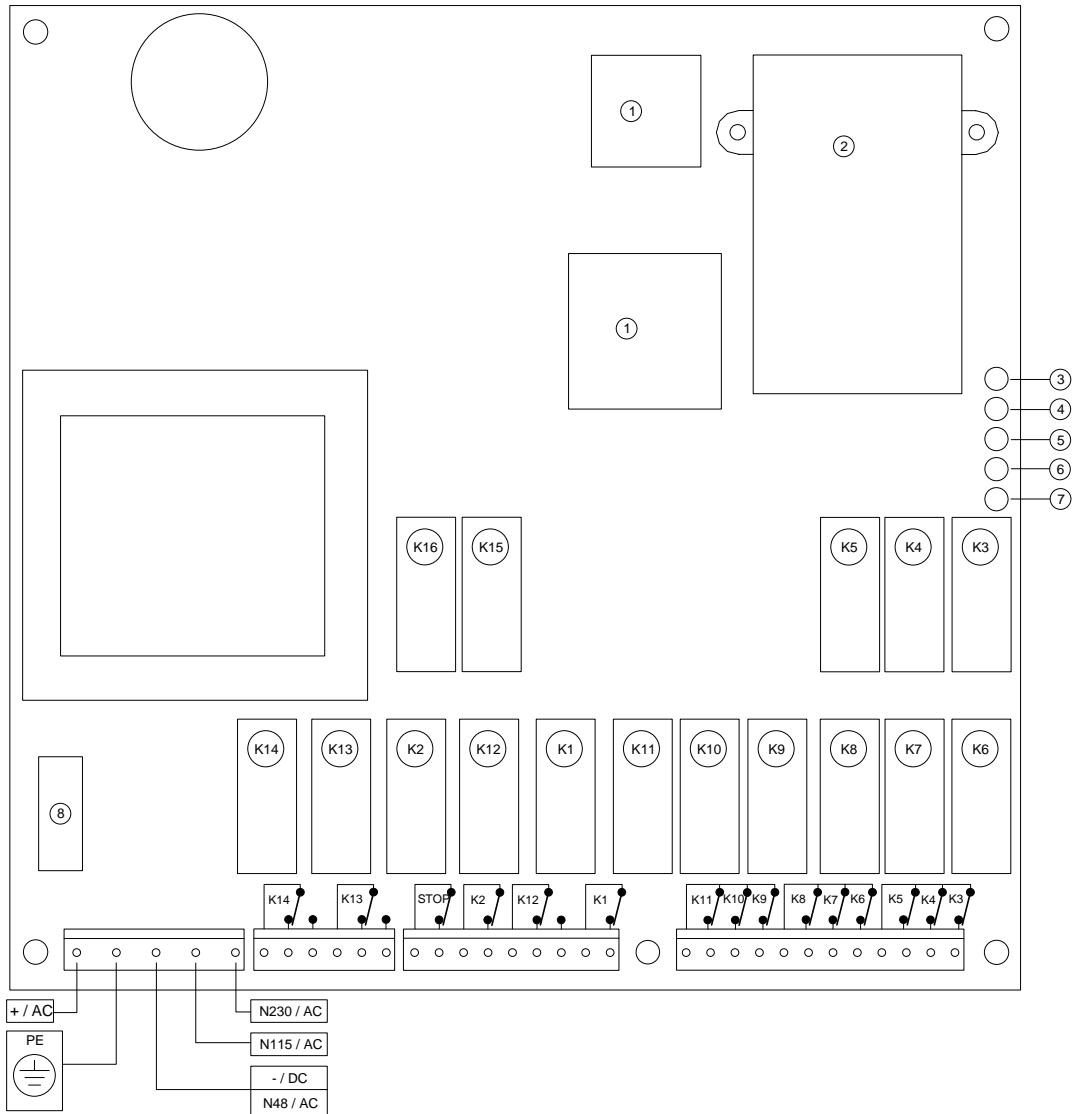 1
2
1
3
4
5
6
7
K16 K15 K5 K4 K3
K14 K13 K2 K12 K1 K11 K10 K9 K8 K7 K6
8
K14 K13 STOP K2 K12 K1 K11 K10 K9 K8 K7 K6 K5 K4 K3
+ / AC N230 / AC
PE
N115 / AC
- / DC
N48 / AC